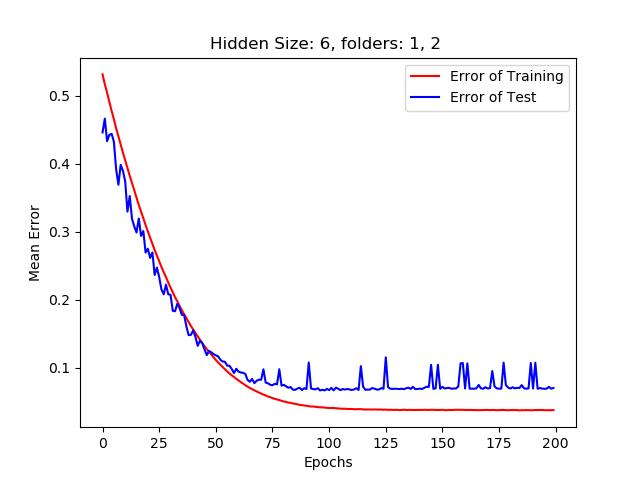 Hidden Size: 6, folders: 1, 2
Error of Training
Error of Test
Mean Error
0.5
0.4
0.3
0.2
0.1
0 25 50 75 100 125 150 175 200
Epochs